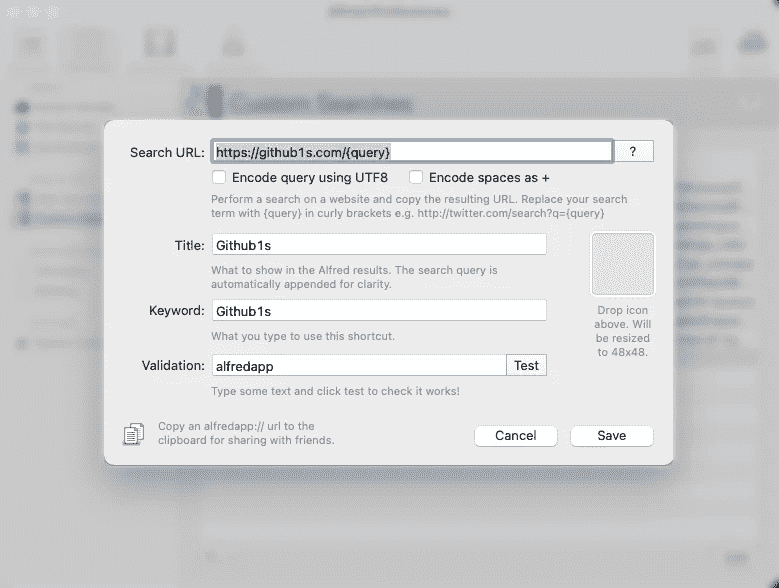 Custom Searches
Search URL: https://github1s.com/{query} ?
Encode query using UTF8 Encode spaces as +
Perform a search on a website and copy the resulting URL. Replace your search
term with {query} in curly brackets e.g. http://twitter.com/search?q={query}
Title: Github1s
What to show in the Alfred results. The search query is
automatically appended for clarity.
Keyword: Github1s
What you type to use this shortcut.
Drop icon
above. Will
be resized
to 48x48.
Validation: alfredapp Test
Type some text and click test to check it works!
Copy an alfredapp:// url to the
clipboard for sharing with friends.
Cancel Save